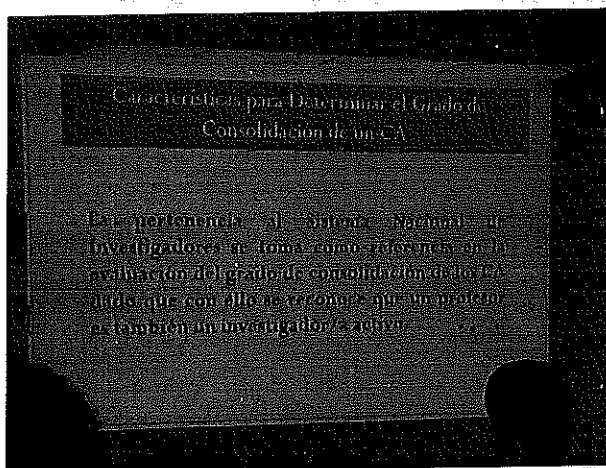 Características para Determinar el Grado de
Consolidación de un CA
La pertenencia al Sistema Nacional de
Investigadores se toma como referencia en la
evaluación del grado de consolidación de los CA
dado que con ello se reconoce que un profesor
es también un investigador/a activo.